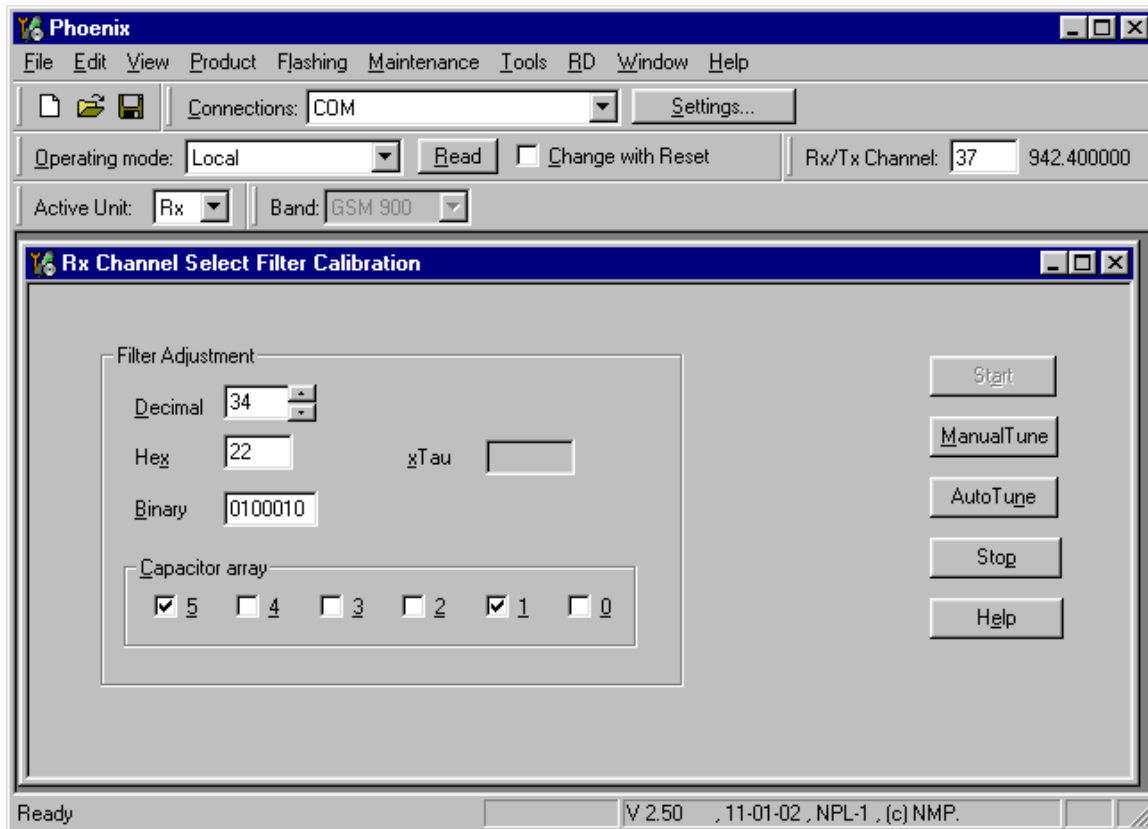 Phoenix
File Edit View Product Flashing Maintenance Tools RD Window Help
Connections: COM Settings...
Operating mode: Local Read Change with Reset Rx/Tx Channel: 37 942.400000
Active Unit: Rx Band: GSM 900
Rx Channel Select Filter Calibration
Filter Adjustment
Start
Decimal 34
ManualTune
Hex 22 xTau
AutoTune
Binary 0100010
Stop
Capacitor array
5 4 3 2 1 0
Help
Ready V 2.50 , 11-01-02 , NPL-1 , (c) NMP.